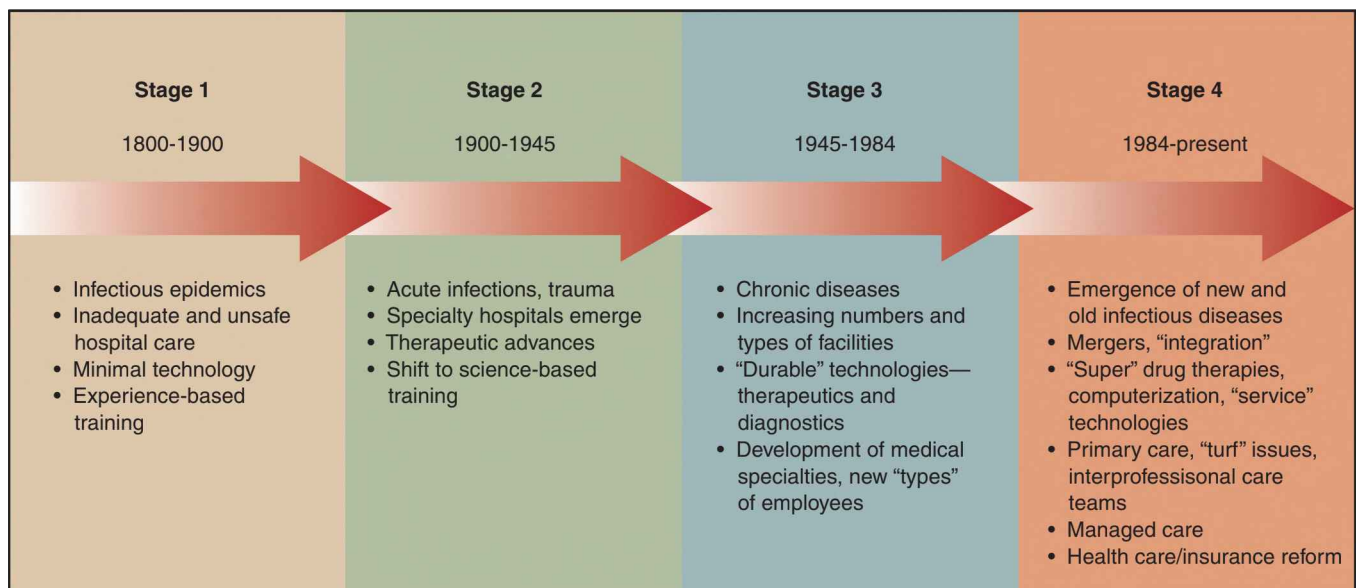 Stage 1
1800-1900
• Infectious epidemics
• Inadequate and unsafe
hospital care
• Minimal technology
• Experience-based
training
Stage 2
1900-1945
• Acute infections, trauma
• Specialty hospitals emerge
• Therapeutic advances
• Shift to science-based
training
Stage 3
1945-1984
• Chronic diseases
• Increasing numbers and
types of facilities
• “Durable” technologies—
therapeutics and
diagnostics
• Development of medical
specialties, new “types”
of employees
Stage 4
1984-present
• Emergence of new and
old infectious diseases
• Mergers, “integration”
• “Super” drug therapies,
computerization, “service”
technologies
• Primary care, “turf” issues,
interprofessisonal care
teams
• Managed care
• Health care/insurance reform